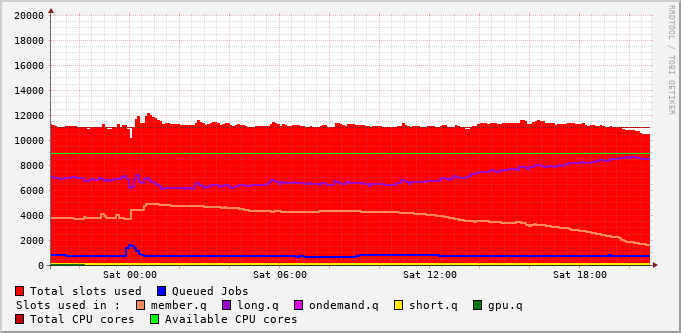 20000
18000
16000
14000
12000
10000
8000
6000
4000
2000
0
Sat 00:00 Sat 06:00 Sat 12:00 Sat 18:00
RRDTOOL / TOBI OETIKER
Total slots used Queued Jobs
Slots used in : member.q long.q ondemand.q short.q gpu.q
Total CPU cores Available CPU cores